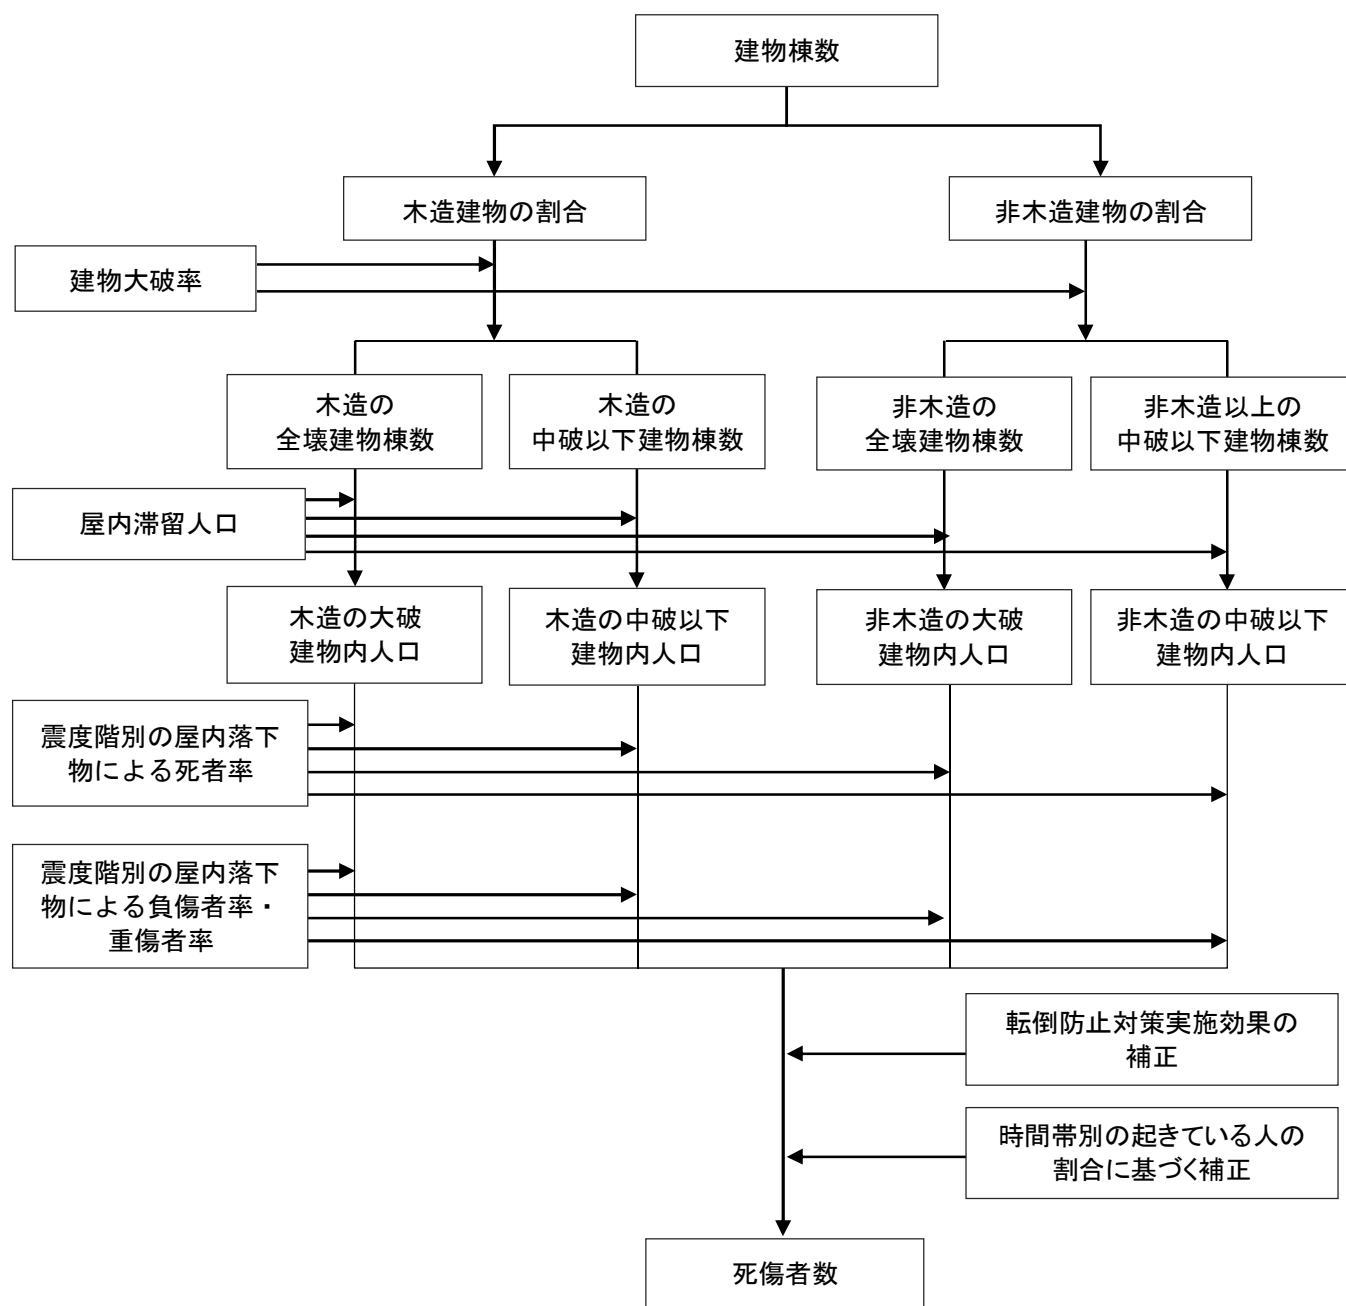 建物棟数
木造建物の割合
非木造建物の割合
建物大破率
木造の
全壊建物棟数
木造の
中破以下建物棟数
非木造の
全壊建物棟数
非木造以上の
中破以下建物棟数
屋内滞留人口
木造の大破
建物内人口
木造の中破以下
建物内人口
非木造の大破
建物内人口
非木造の中破以下
建物内人口
震度階別の屋内落下
物による死者率
震度階別の屋内落下
物による負傷者率・
重傷者率
転倒防止対策実施効果の
補正
時間帯別の起きている人の
割合に基づく補正
死傷者数